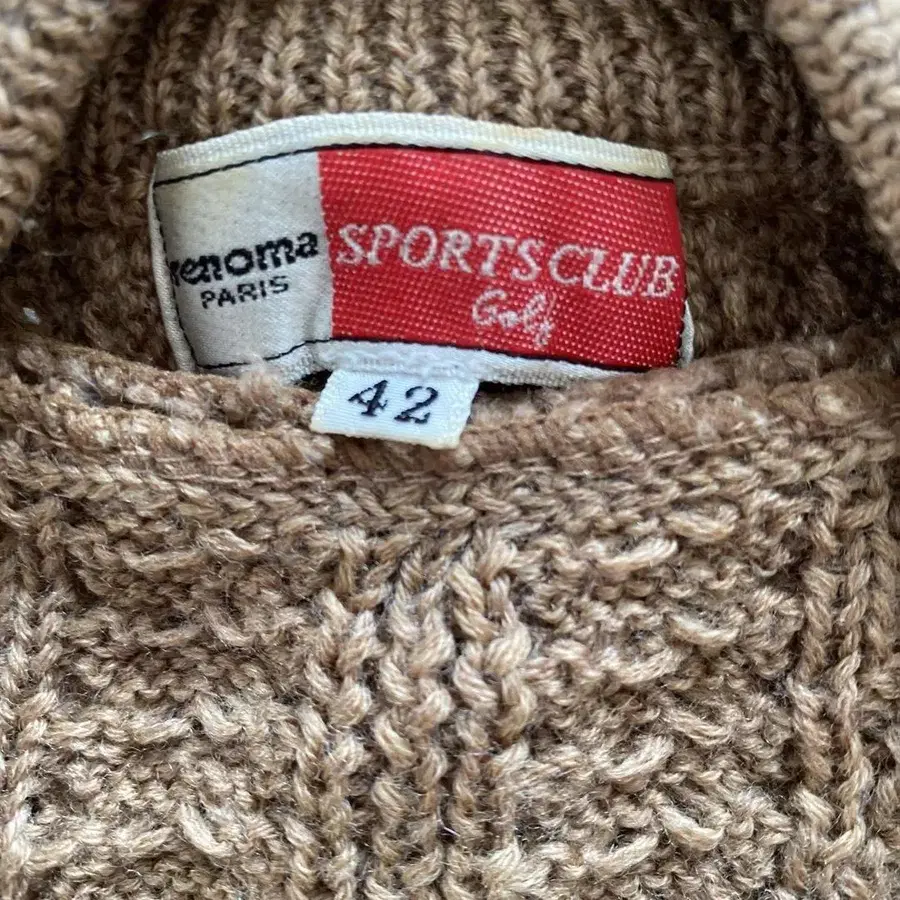 renoma
PARIS
SPORTS CLUB
Golf
42